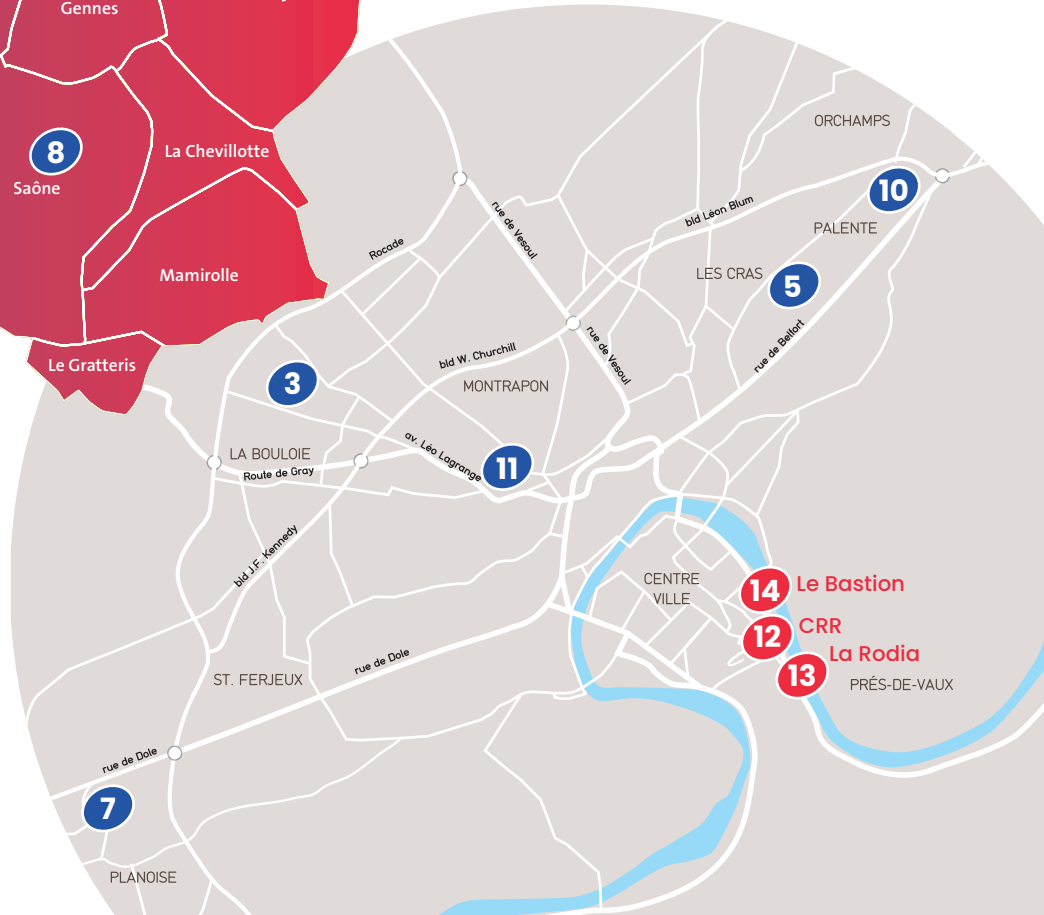 Gennes
8
Saône
La Chevillotte
Mamirolle
Le Gratteris
ORCHAMPS
10
PALENTE
bld Léon Blum
rue de Vesoul
Rocade
LES CRAS
5
rue de Belfort
rue de Vesoul
bld W. Churchill
MONTRAPON
3
av. Léo Lagrange
11
LA BOULOIE
Route de Gray
bld J.F. Kennedy
CENTRE
VILLE
14
Le Bastion
12
CRR
La Rodia
13
PRÉS-DE-VAUX
ST. FERJEUX
rue de Dole
rue de Dole
7
PLANOISE